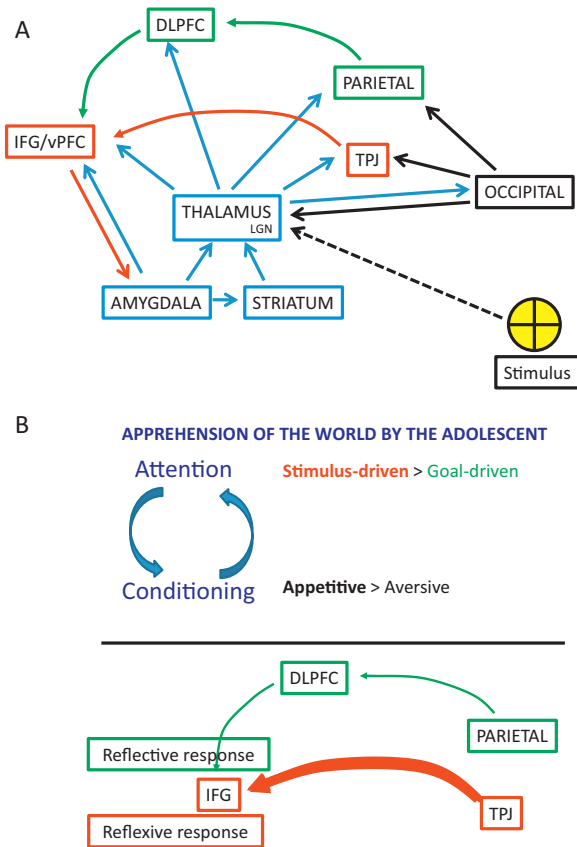 A
DLPFC
PARIETAL
IFG/vPFC
TPJ
OCCIPITAL
THALAMUS
LGN
AMYGDALA
STRIATUM
Stimulus
B
APPREHENSION OF THE WORLD BY THE ADOLESCENT
Attention
Stimulus-driven > Goal-driven
Conditioning
Appetitive > Aversive
DLPFC
PARIETAL
Reflective response
IFG
TPJ
Reflexive response